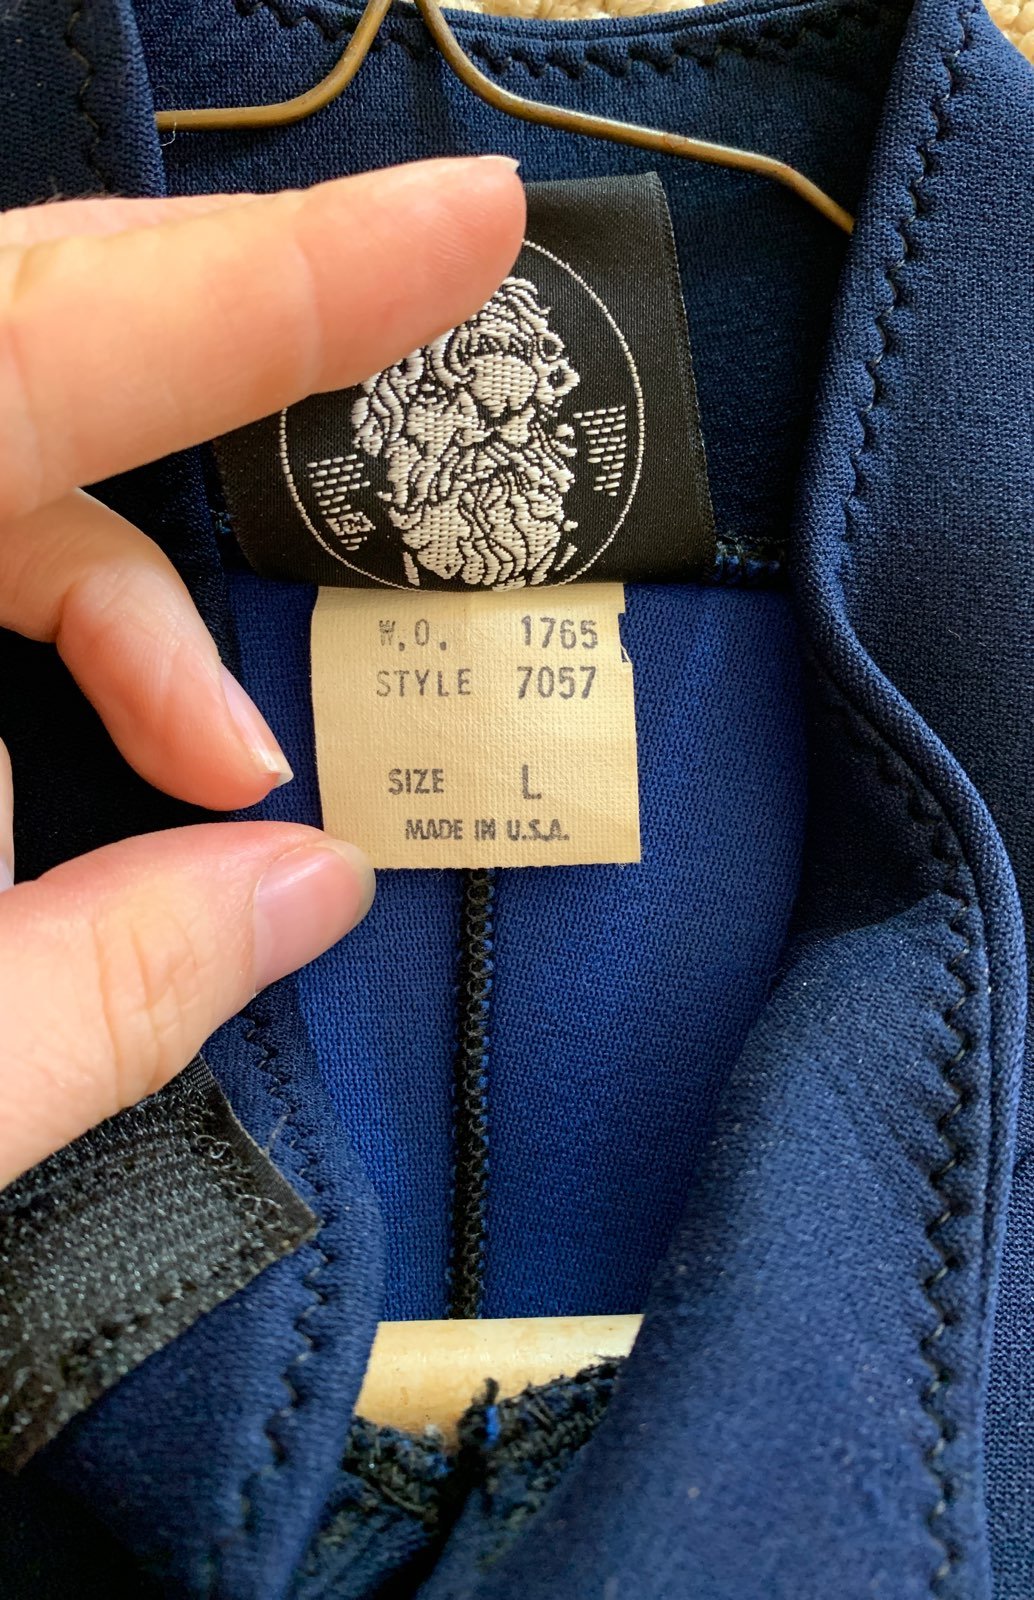 W.O. 1765
STYLE 7057
SIZE L
MADE IN U.S.A.